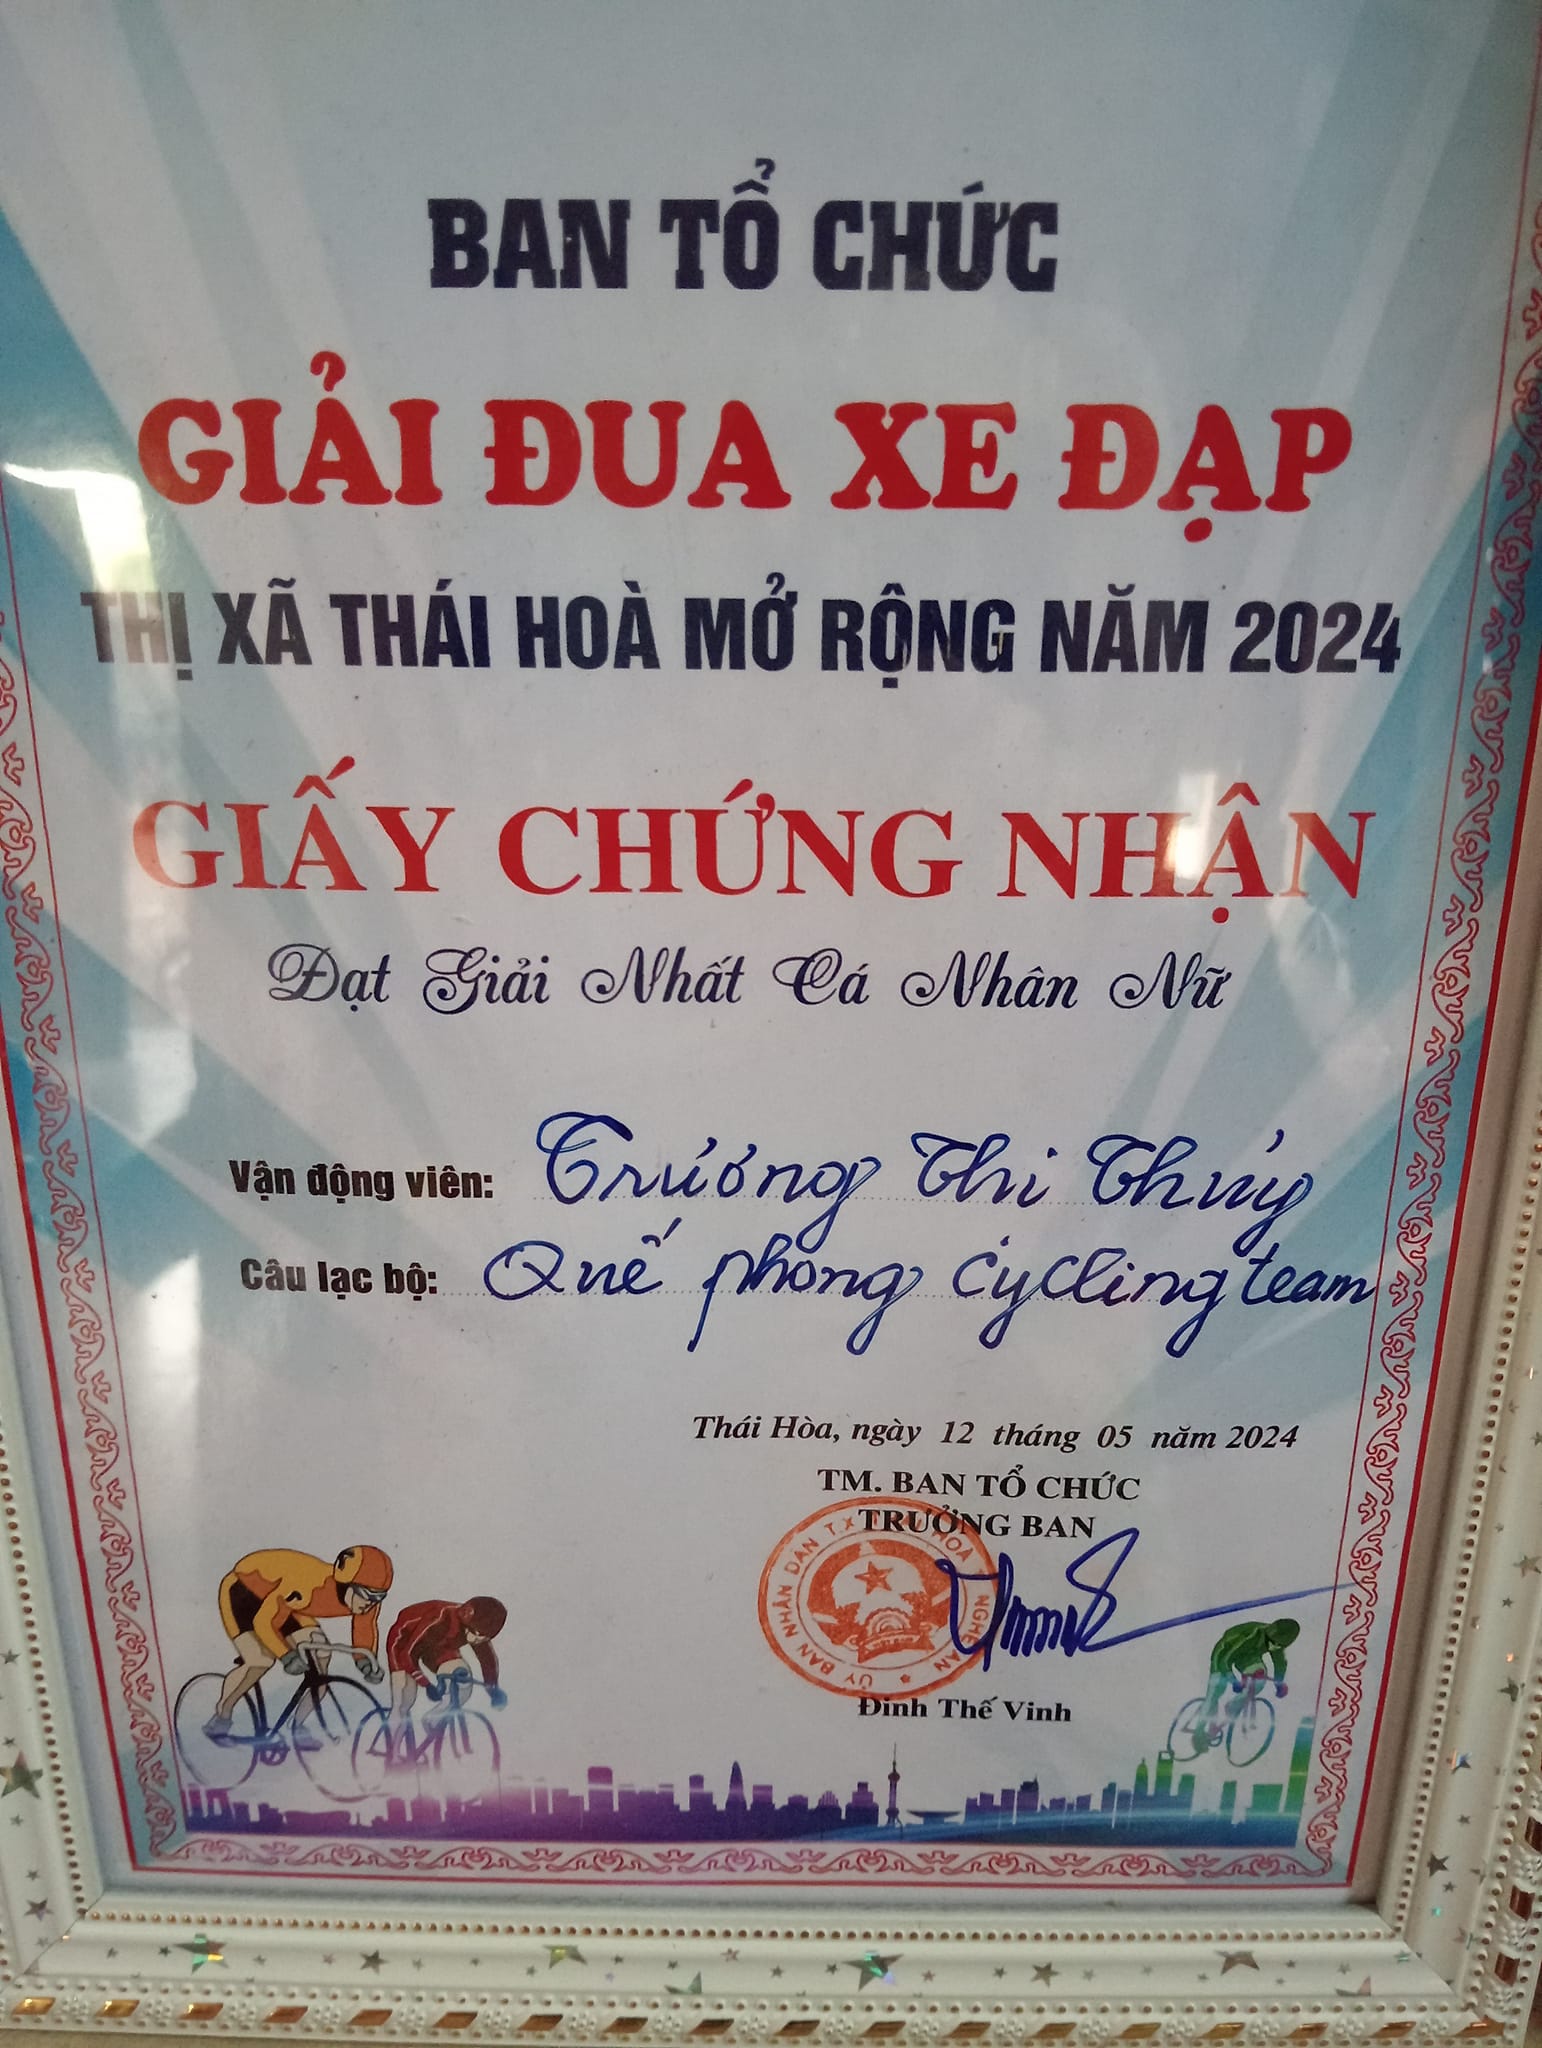 BAN TỔ CHỨC
GIẢI ĐUA XE ĐẠP
THỊ XÃ THÁI HOÀ MỞ RỘNG NĂM 2024
GIẤY CHỨNG NHẬN
Đạt Giải Nhất Cá Nhân Nữ
Vận động viên: Trương Thi Thủy
Câu lạc bộ: Quế phong cycling team
Thái Hòa, ngày 12 tháng 05 năm 2024
TM. BAN TỔ CHỨC
TRƯỞNG BAN
ỦY BAN NHÂN DÂN T.X THÁI HOÀ NGHỆ AN
Đinh Thế Vinh